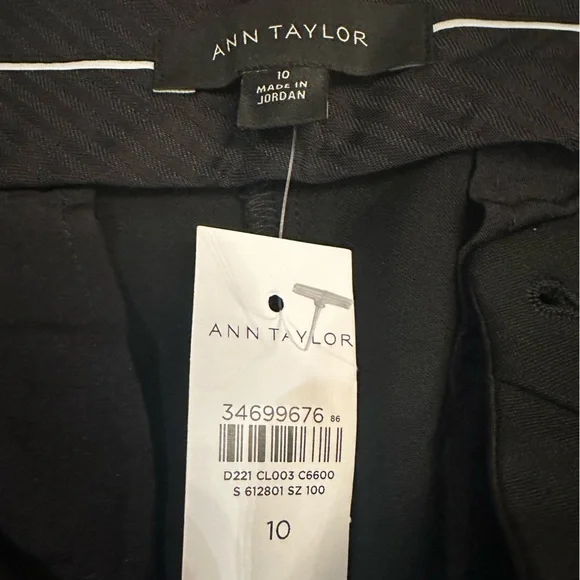 ANN TAYLOR
10
MADE IN
JORDAN
ANN TAYLOR
34699676 86
D221 CL003 C6600
S 612801 SZ 100
10